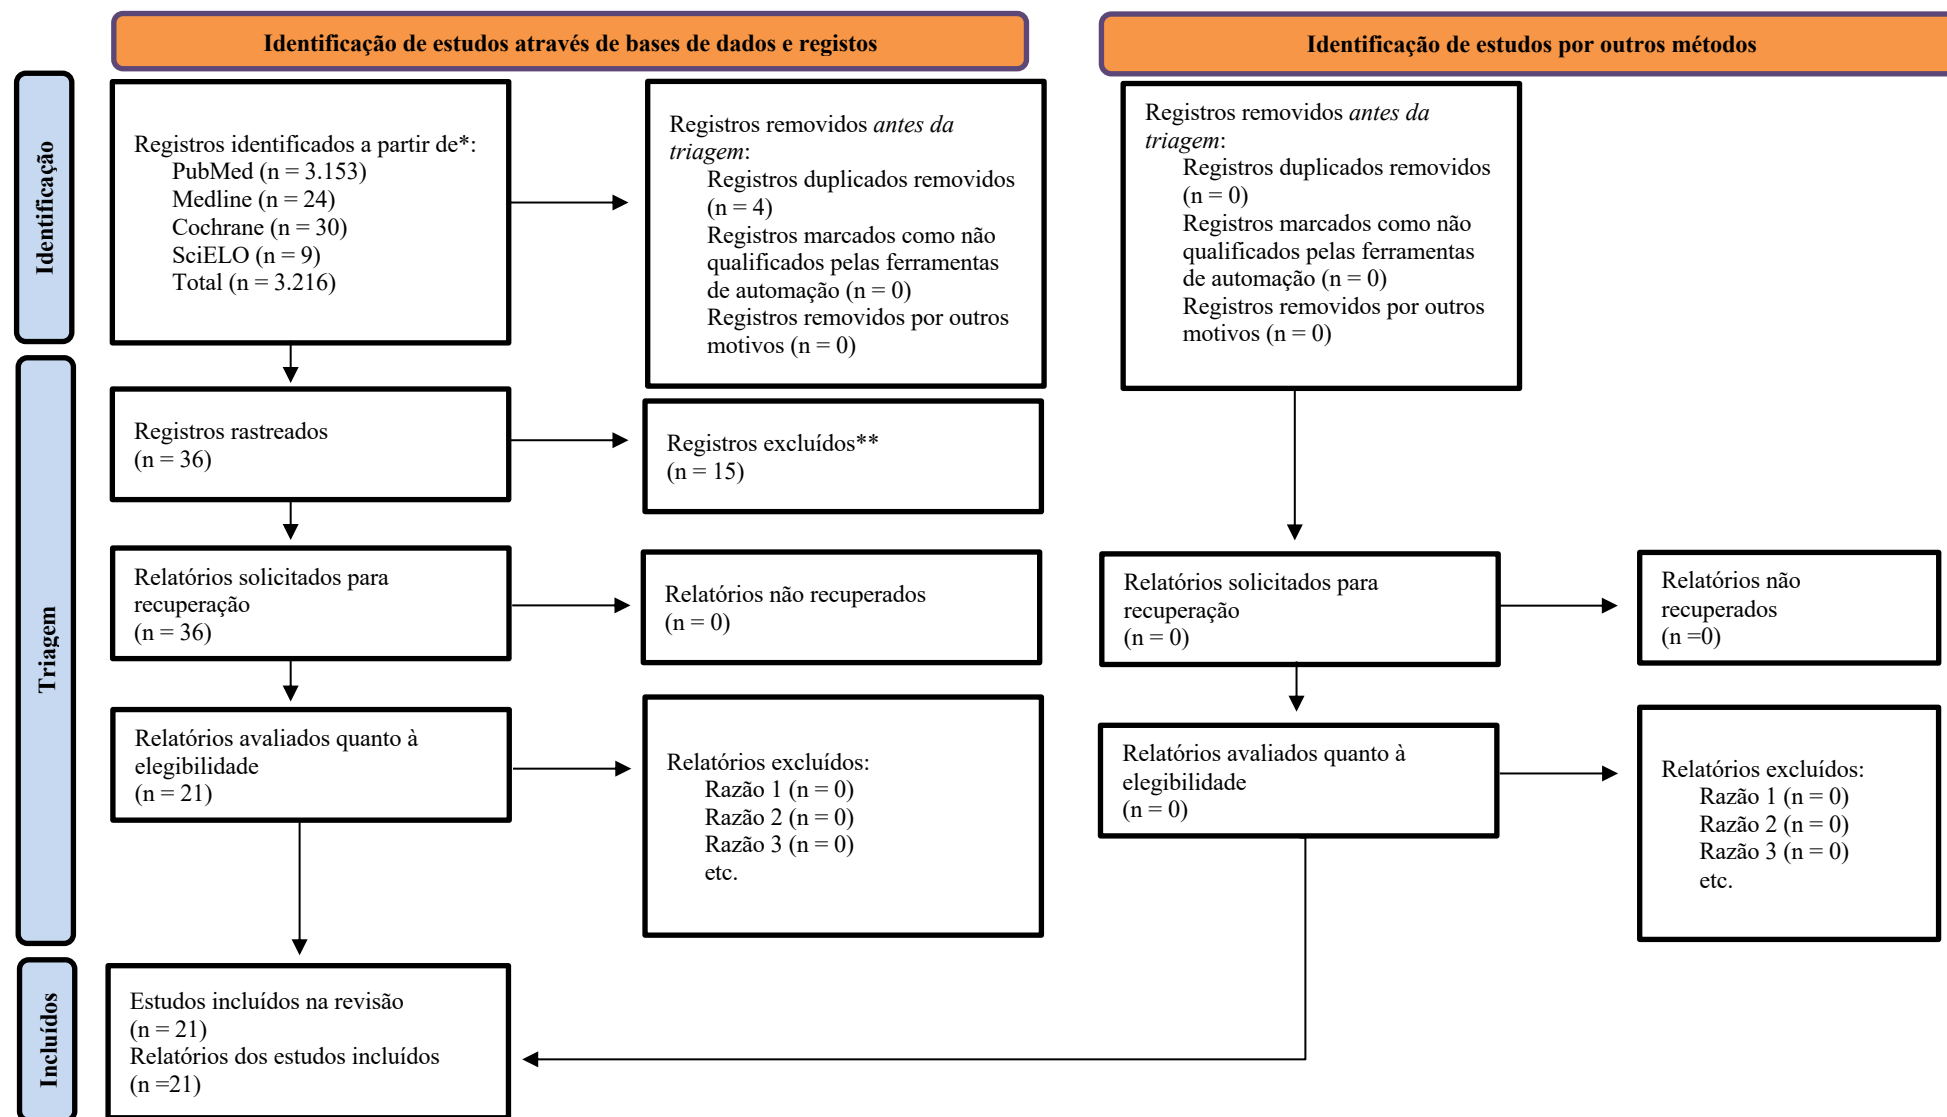 Identificação de estudos através de bases de dados e registos
Identificação de estudos por outros métodos
Identificação
Registros identificados a partir de*:
PubMed (n = 3.153)
Medline (n = 24)
Cochrane (n = 30)
SciELO (n = 9)
Total (n = 3.216)
Registros removidos antes da
triagem:
Registros duplicados removidos
(n = 4)
Registros marcados como não
qualificados pelas ferramentas
de automação (n = 0)
Registros removidos por outros
motivos (n = 0)
Registros removidos antes da
triagem:
Registros duplicados removidos
(n = 0)
Registros marcados como não
qualificados pelas ferramentas
de automação (n = 0)
Registros removidos por outros
motivos (n = 0)
Triagem
Registros rastreados
(n = 36)
Registros excluídos**
(n = 15)
Relatórios solicitados para
recuperação
(n = 36)
Relatórios não recuperados
(n = 0)
Relatórios solicitados para
recuperação
(n = 0)
Relatórios não
recuperados
(n =0)
Relatórios avaliados quanto à
elegibilidade
(n = 21)
Relatórios excluídos:
Razão 1 (n = 0)
Razão 2 (n = 0)
Razão 3 (n = 0)
etc.
Relatórios avaliados quanto à
elegibilidade
(n = 0)
Relatórios excluídos:
Razão 1 (n = 0)
Razão 2 (n = 0)
Razão 3 (n = 0)
etc.
Incluídos
Estudos incluídos na revisão
(n = 21)
Relatórios dos estudos incluídos
(n =21)